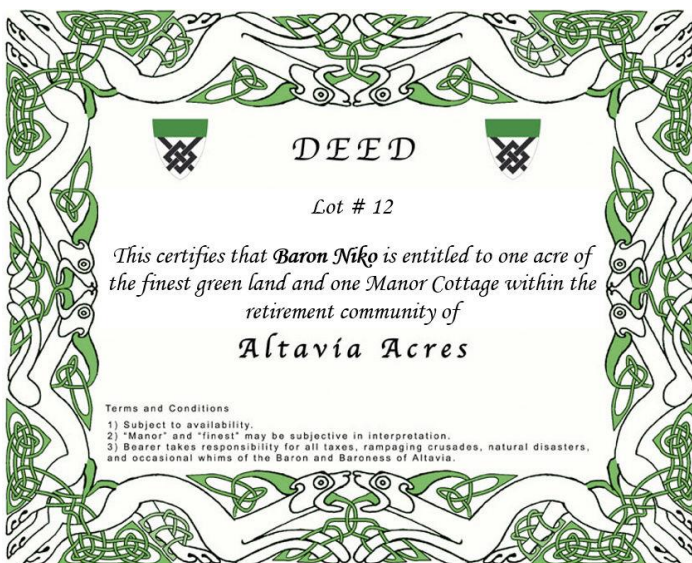 DEED
Lot # 12
This certifies that Baron Niko is entitled to one acre of
the finest green land and one Manor Cottage within the
retirement community of
Altavia Acres
Terms and Conditions
1) Subject to availability.
2) "Manor" and "finest" may be subjective in interpretation.
3) Bearer takes responsibility for all taxes, rampaging crusades, natural disasters,
and occasional whims of the Baron and Baroness of Altavia.